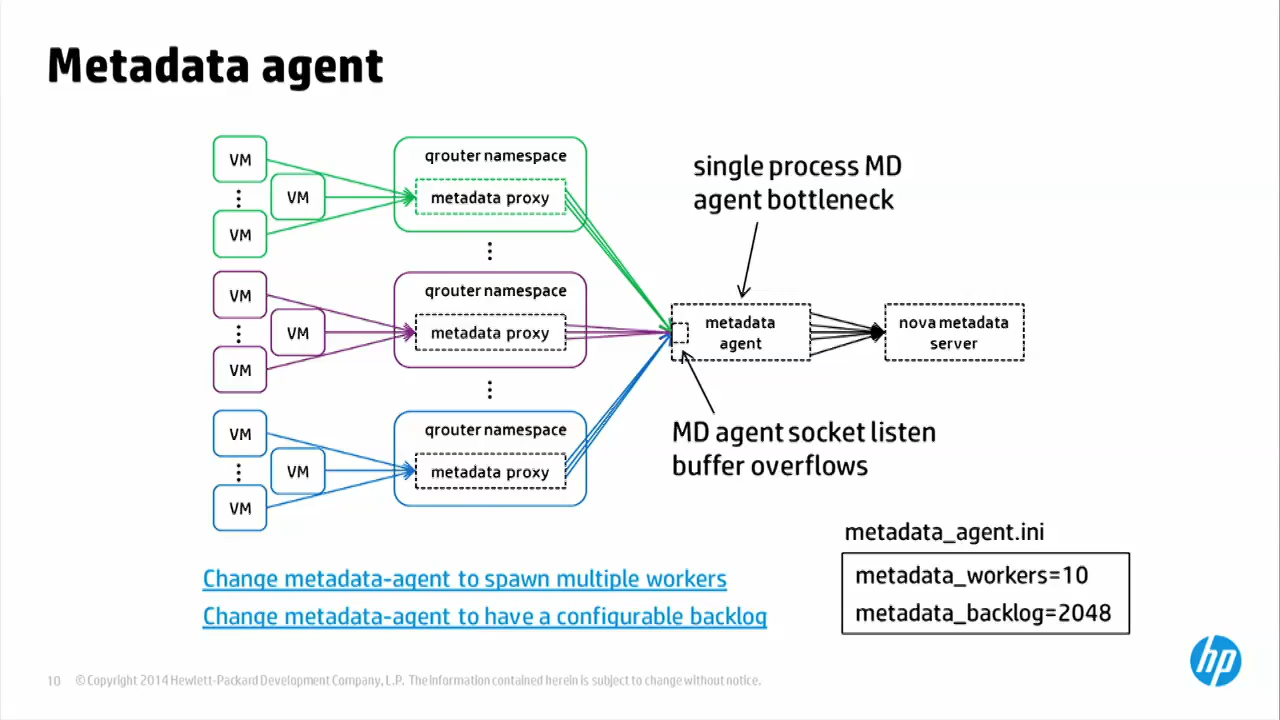 Metadata agent
VM
VM
VM
qrouter namespace
metadata proxy
VM
VM
VM
qrouter namespace
metadata proxy
VM
VM
VM
qrouter namespace
metadata proxy
single process MD
agent bottleneck
metadata
agent
nova metadata
server
MD agent socket listen
buffer overflows
metadata_agent.ini
metadata_workers=10
metadata_backlog=2048
Change metadata-agent to spawn multiple workers
Change metadata-agent to have a configurable backlog
hp
10 © Copyright 2014 Hewlett-Packard Development Company, L.P. The information contained herein is subject to change without notice.